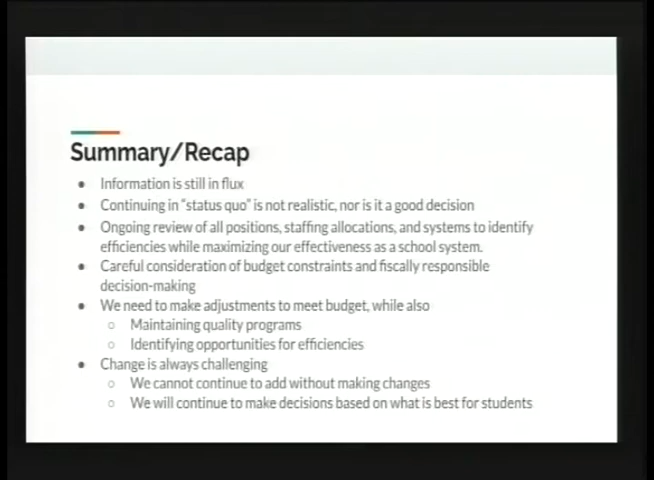 Summary/Recap
● Information is still in flux
● Continuing in "status quo" is not realistic, nor is it a good decision
● Ongoing review of all positions, staffing allocations, and systems to identify
efficiencies while maximizing our effectiveness as a school system.
● Careful consideration of budget constraints and fiscally responsible
decision-making
● We need to make adjustments to meet budget, while also
○ Maintaining quality programs
○ Identifying opportunities for efficiencies
● Change is always challenging
○ We cannot continue to add without making changes
○ We will continue to make decisions based on what is best for students